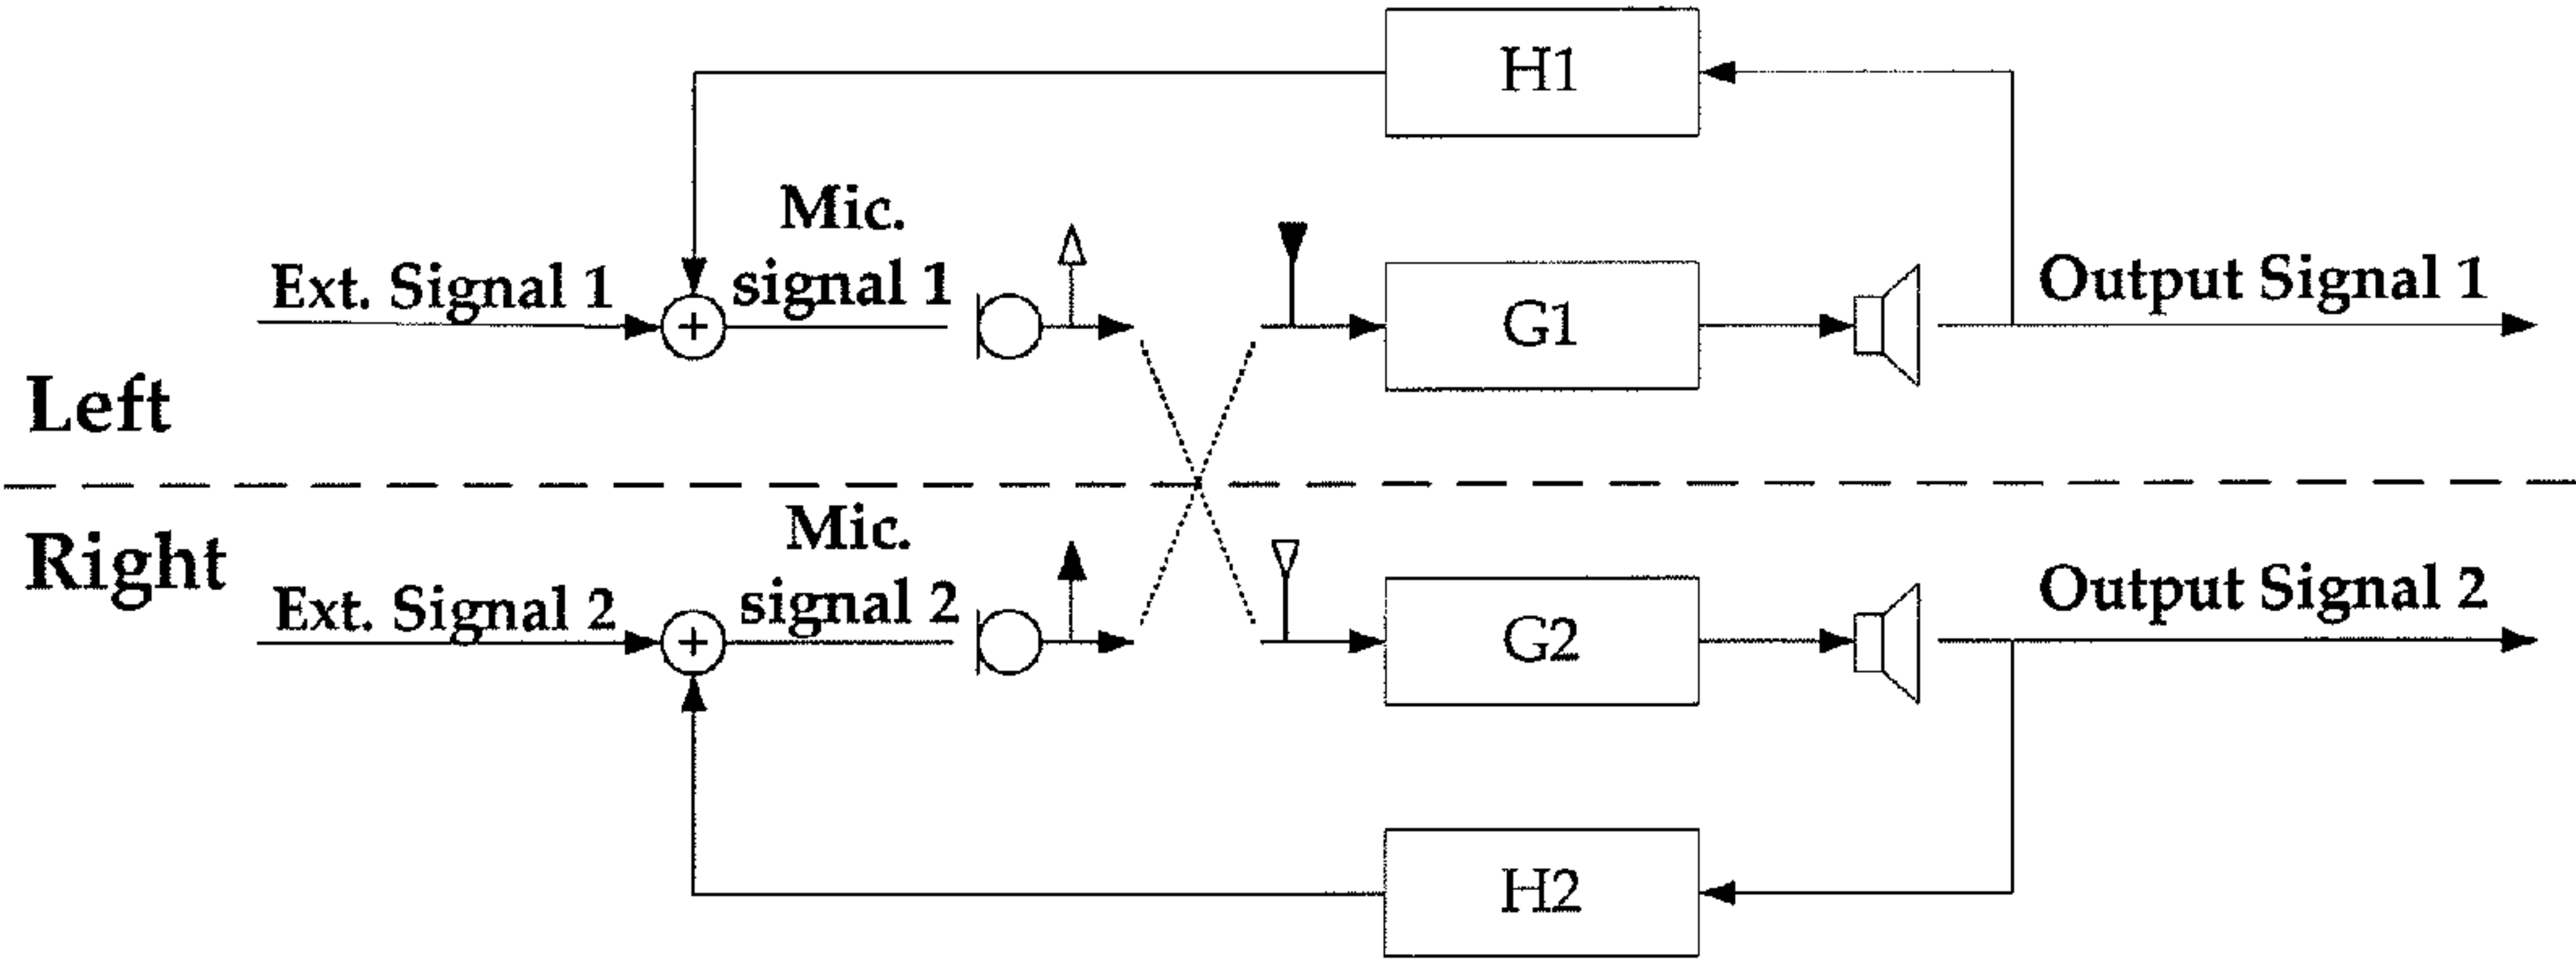 H1
Mic.
Ext. Signal 1
signal 1
+
G1
Output Signal 1
Left
Right
Mic.
Ext. Signal 2
signal 2
+
G2
Output Signal 2
H2